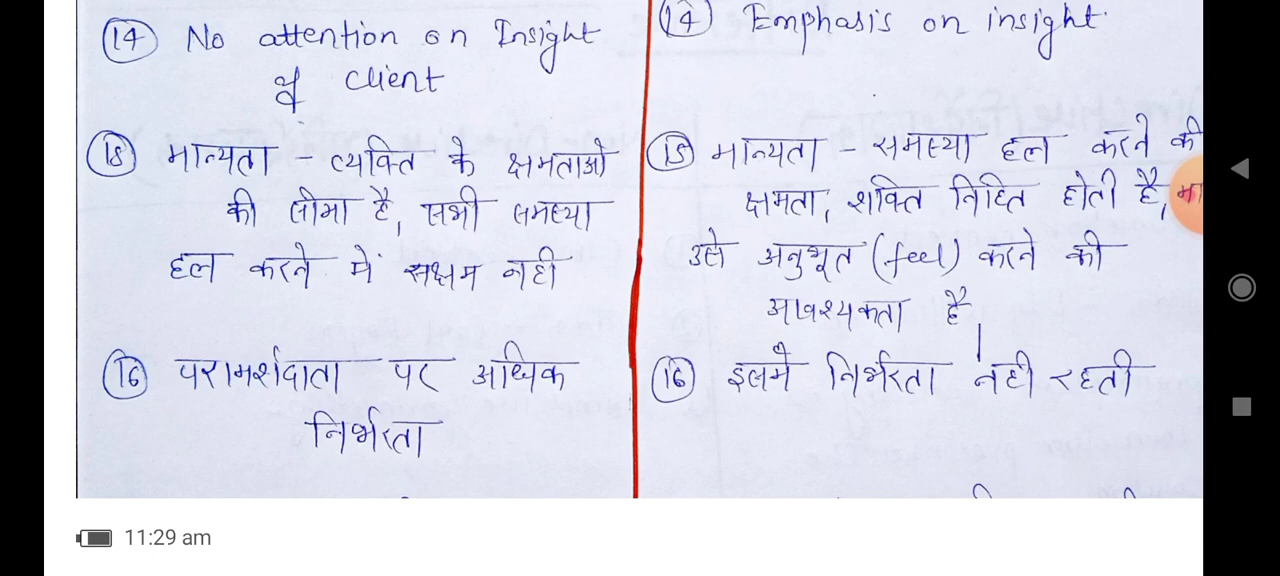 (14) No attention on Insight
of client
(15) मान्यता - व्यक्ति के क्षमताओ
की सीमा है, सभी समस्या
हल करने में सक्षम नही
(16) परामर्शदाता पर अधिक
निर्भरता
(14) Emphasis on insight
(15) मान्यता - समस्या हल करने की
क्षमता, शक्ति निहित होती है,
उसे अनुभूत (feel) करने की
आवश्यकता है।
(16) इसमें निर्भरता नही रहती
11:29 am